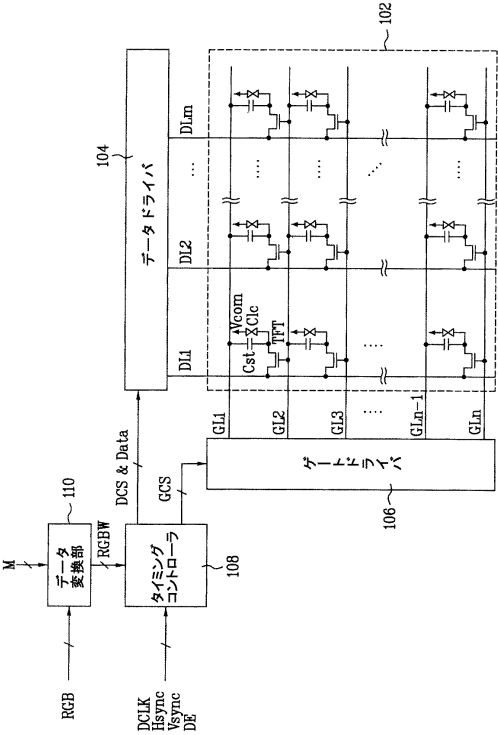 104
データ ドライバ
DL1
DL2
...
DLm
102
Vcom
Clc
Cst
TFT
GL1
GL2
GL3
GLn-1
GLn
ゲート ドライバ
106
DCS & Data
GCS
M
110
データ
変換部
RGB
RGBW
タイミング
コントローラ
108
DCLK
Hsync
Vsync
DE